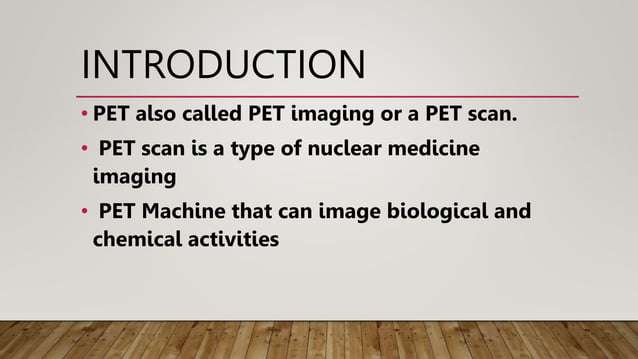 INTRODUCTION
• PET also called PET imaging or a PET scan.
• PET scan is a type of nuclear medicine
imaging
• PET Machine that can image biological and
chemical activities